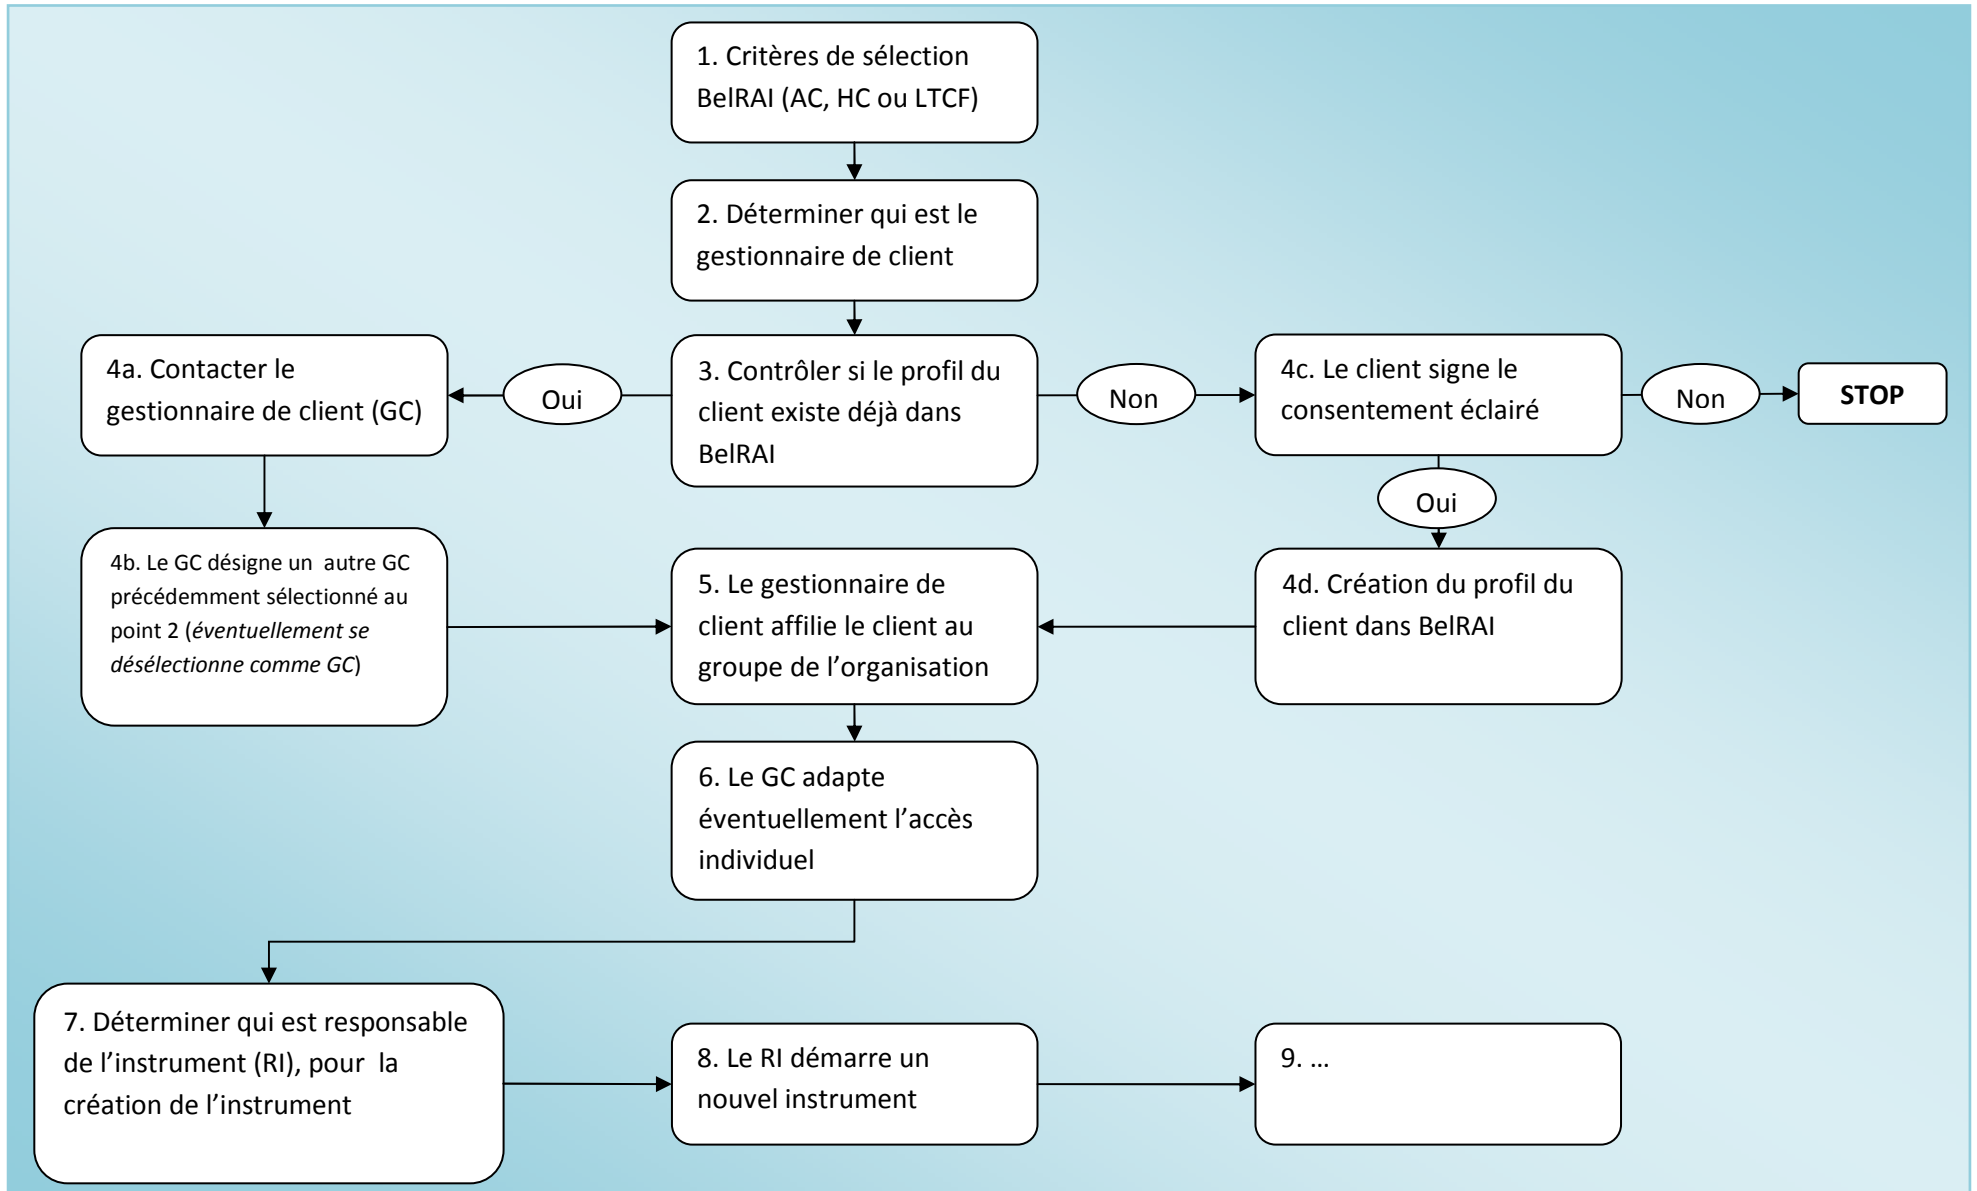 1. Critères de sélection
BelRAI (AC, HC ou LTCF)
2. Déterminer qui est le
gestionnaire de client
4a. Contacter le
gestionnaire de client (GC)
Oui
3. Contrôler si le profil du
client existe déjà dans
BelRAI
Non
4c. Le client signe le
consentement éclairé
Non
STOP
Oui
4b. Le GC désigne un autre GC
précédemment sélectionné au
point 2 (éventuellement se
désélectionne comme GC)
5. Le gestionnaire de
client affilie le client au
groupe de l’organisation
4d. Création du profil du
client dans BelRAI
6. Le GC adapte
éventuellement l’accès
individuel
7. Déterminer qui est responsable
de l’instrument (RI), pour la
création de l’instrument
8. Le RI démarre un
nouvel instrument
9. …